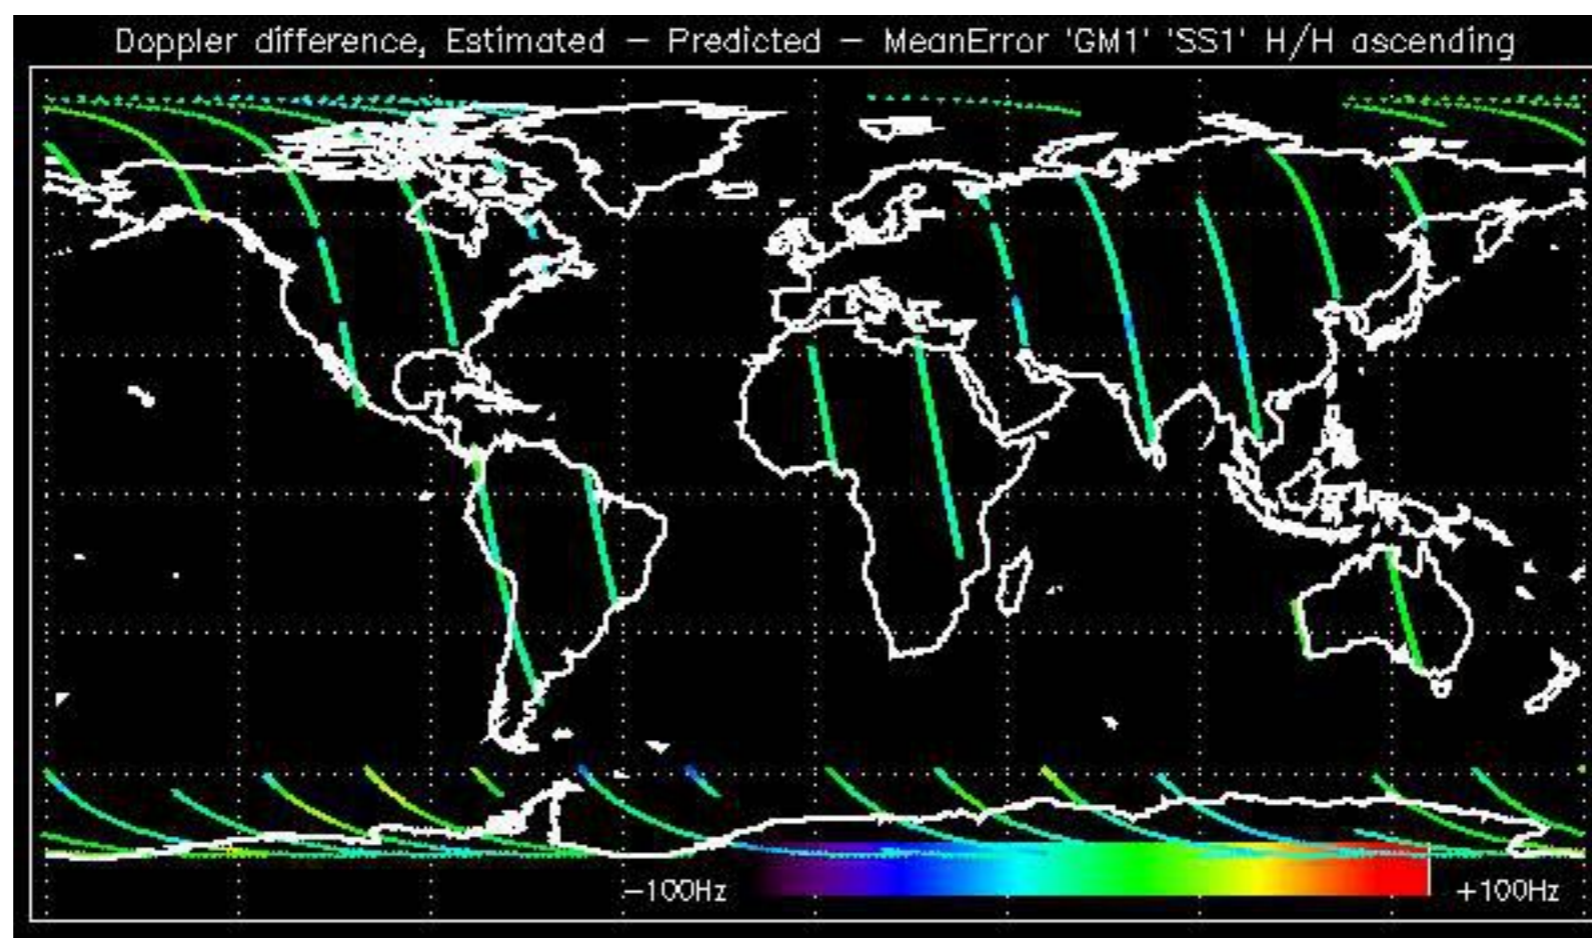 Doppler difference, Estimated – Predicted – MeanError 'GM1' 'SS1' H/H ascending
-100Hz +100Hz